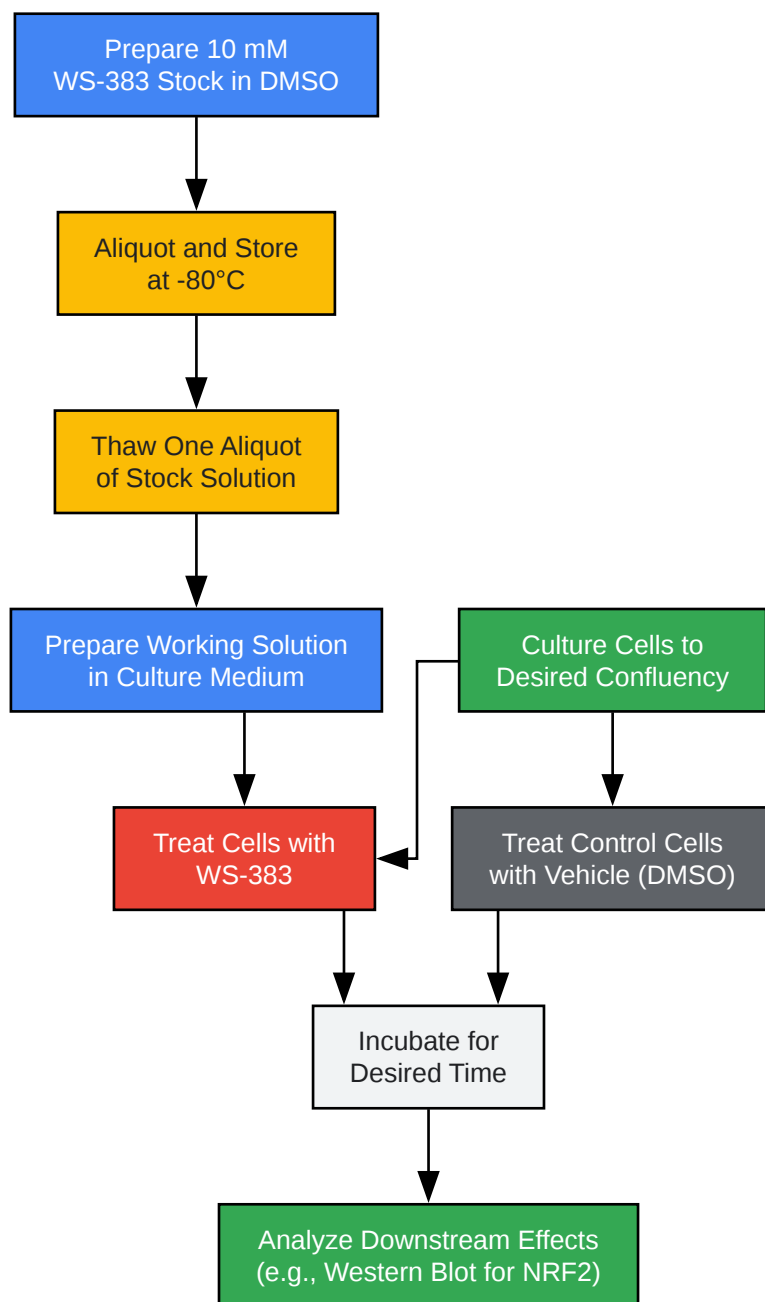 Prepare 10 mM
WS-383 Stock in DMSO
Aliquot and Store
at -80°C
Thaw One Aliquot
of Stock Solution
Prepare Working Solution
in Culture Medium
Culture Cells to
Desired Confluency
Treat Cells with
WS-383
Treat Control Cells
with Vehicle (DMSO)
Incubate for
Desired Time
Analyze Downstream Effects
(e.g., Western Blot for NRF2)